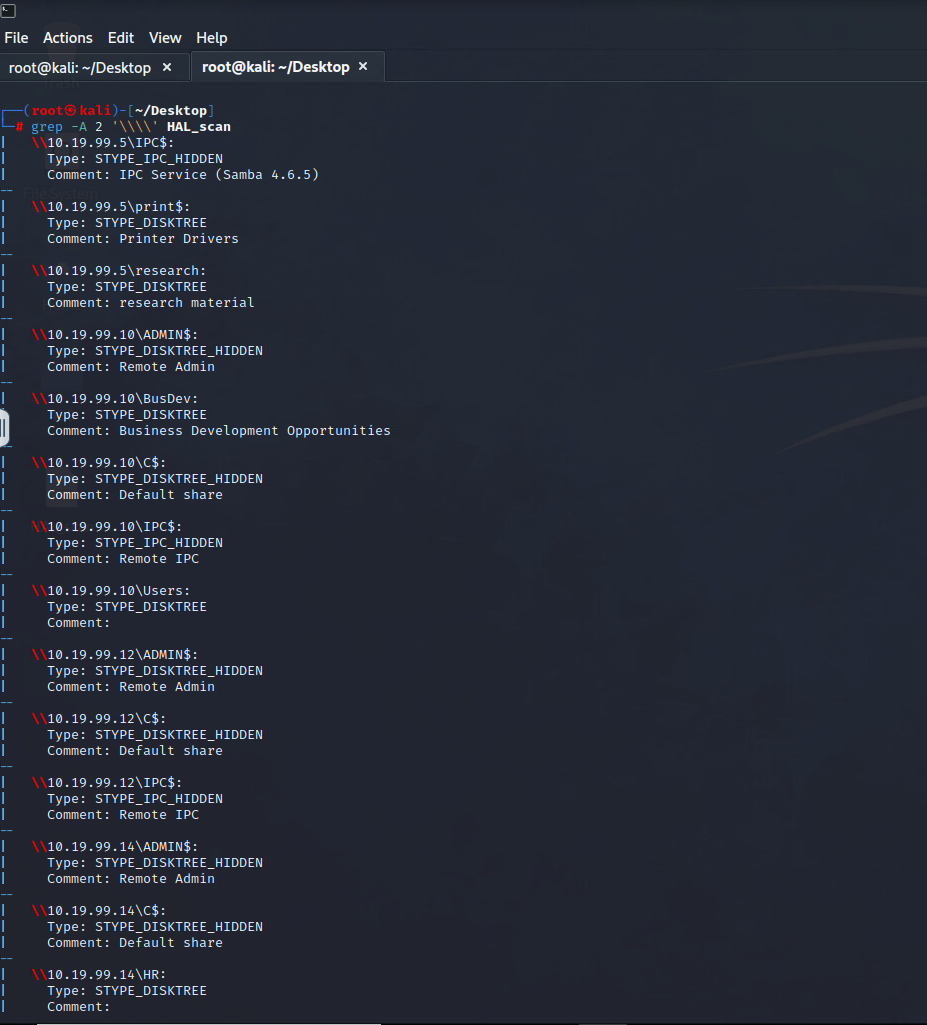 File Actions Edit View Help
root@kali: ~/Desktop × root@kali: ~/Desktop ×
┌──(root㉿kali)-[~/Desktop]
└─# grep -A 2 '\\\\' HAL_scan
|   \\10.19.99.5\IPC$:
|     Type: STYPE_IPC_HIDDEN
|     Comment: IPC Service (Samba 4.6.5)
--
|   \\10.19.99.5\print$:
|     Type: STYPE_DISKTREE
|     Comment: Printer Drivers
--
|   \\10.19.99.5\research:
|     Type: STYPE_DISKTREE
|     Comment: research material
--
|   \\10.19.99.10\ADMIN$:
|     Type: STYPE_DISKTREE_HIDDEN
|     Comment: Remote Admin
--
|   \\10.19.99.10\BusDev:
|     Type: STYPE_DISKTREE
|     Comment: Business Development Opportunities
--
|   \\10.19.99.10\C$:
|     Type: STYPE_DISKTREE_HIDDEN
|     Comment: Default share
--
|   \\10.19.99.10\IPC$:
|     Type: STYPE_IPC_HIDDEN
|     Comment: Remote IPC
--
|   \\10.19.99.10\Users:
|     Type: STYPE_DISKTREE
|     Comment:
--
|   \\10.19.99.12\ADMIN$:
|     Type: STYPE_DISKTREE_HIDDEN
|     Comment: Remote Admin
--
|   \\10.19.99.12\C$:
|     Type: STYPE_DISKTREE_HIDDEN
|     Comment: Default share
--
|   \\10.19.99.12\IPC$:
|     Type: STYPE_IPC_HIDDEN
|     Comment: Remote IPC
--
|   \\10.19.99.14\ADMIN$:
|     Type: STYPE_DISKTREE_HIDDEN
|     Comment: Remote Admin
--
|   \\10.19.99.14\C$:
|     Type: STYPE_DISKTREE_HIDDEN
|     Comment: Default share
--
|   \\10.19.99.14\HR:
|     Type: STYPE_DISKTREE
|     Comment: